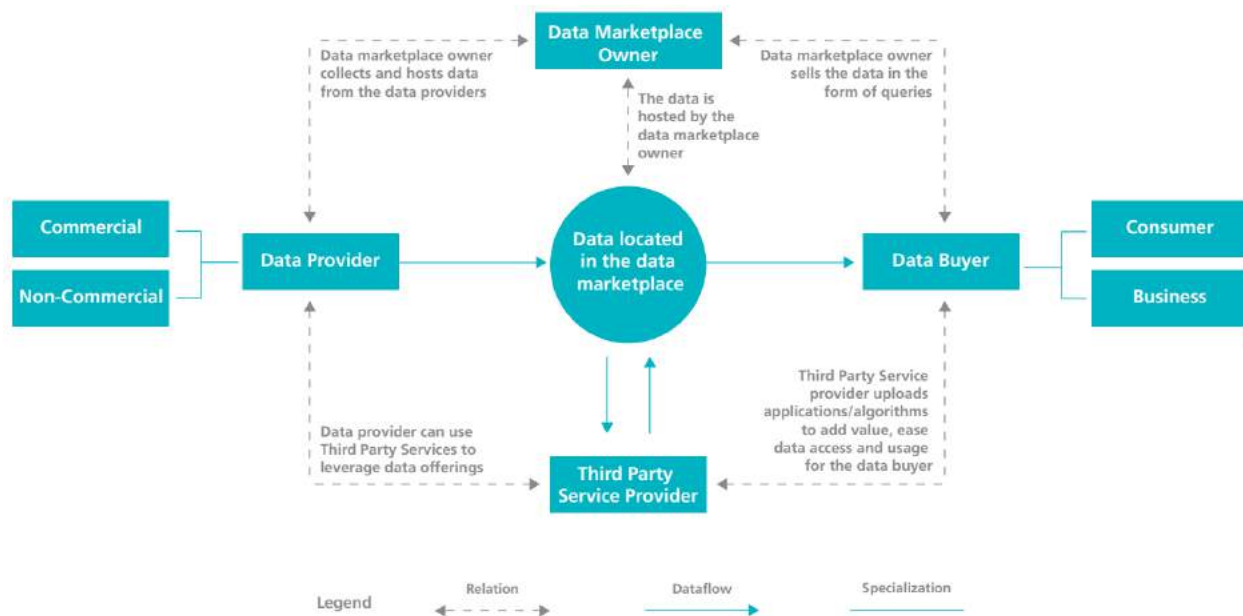 Data Marketplace
Owner
Data marketplace owner
collects and hosts data
from the data providers
Data marketplace owner
sells the data in the
form of queries
The data is
hosted by the
data marketplace
owner
Commercial
Non-Commercial
Data Provider
Data located
in the data
marketplace
Data Buyer
Consumer
Business
Data provider can use
Third Party Services to
leverage data offerings
Third Party
Service Provider
Third Party Service
provider uploads
applications/algorithms
to add value, ease
data access and usage
for the data buyer
Legend
Relation
Dataflow
Specialization